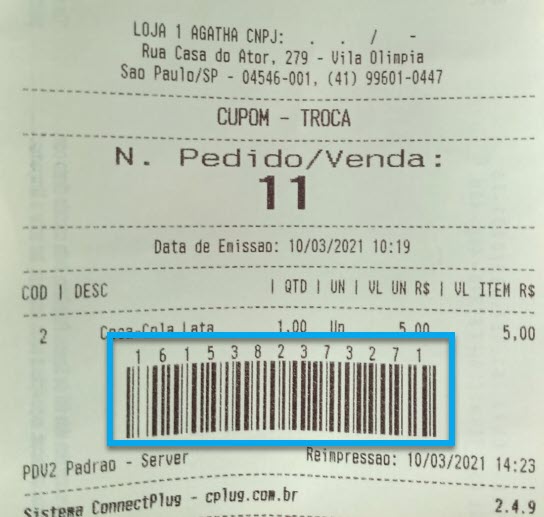 LOJA 1 AGATHA CNPJ: . . / -
Rua Casa do Ator, 279 - Vila Olimpia
Sao Paulo/SP - 04546-001, (41) 99601-0447
CUPOM - TROCA
N. Pedido/Venda:
11
Data de Emissao: 10/03/2021 10:19
COD | DESC | QTD | UN | VL UN R$ | VL ITEM R$
2 Coca-Cola Lata 1,00 Un 5,00 5,00
1 6 1 5 3 8 2 3 7 3 2 7 1
PDV2 Padrao - Server Reimpressao: 10/03/2021 14:23
Sistema ConnectPlug - cplug.com.br 2.4.9